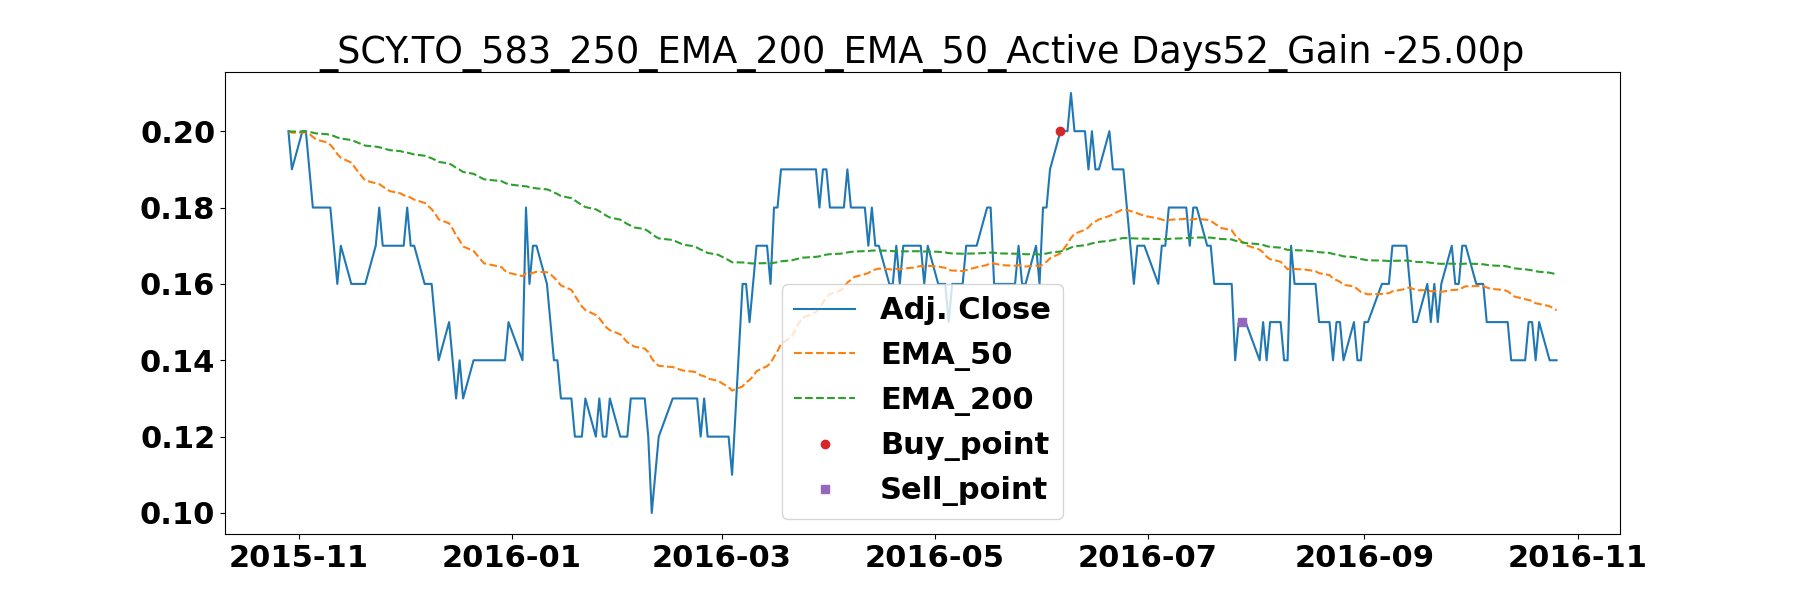 _SCY.TO_583_250_EMA_200_EMA_50_Active Days52_Gain -25.00p
0.20
0.18
0.16
0.14
0.12
0.10
Adj. Close
EMA_50
EMA_200
Buy_point
Sell_point
2015-11 2016-01 2016-03 2016-05 2016-07 2016-09 2016-11